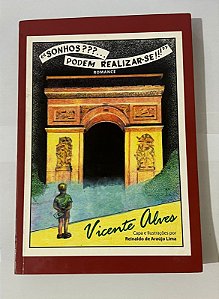 "SONHOS???...
PODEM REALIZAR-SE!!!"
ROMANCE
Vicente Alves
Capa e Ilustrações por
Reinaldo de Araújo Lima